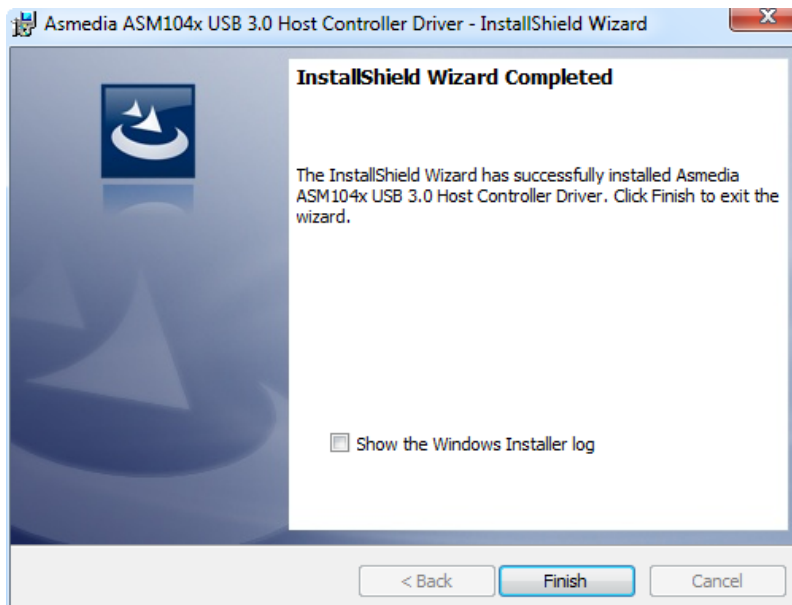 Asmedia ASM104x USB 3.0 Host Controller Driver - InstallShield Wizard
InstallShield Wizard Completed
The InstallShield Wizard has successfully installed Asmedia
ASM104x USB 3.0 Host Controller Driver. Click Finish to exit the
wizard.
Show the Windows Installer log
< Back Finish Cancel